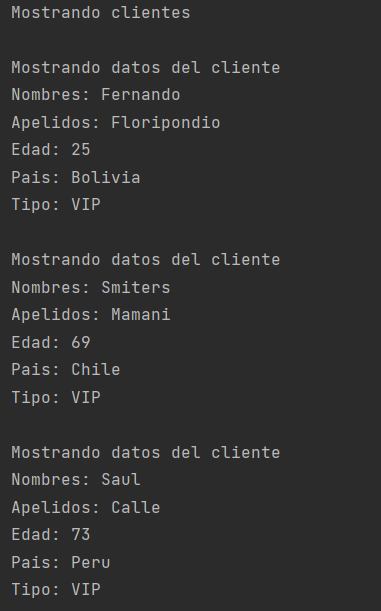 Mostrando clientes
Mostrando datos del cliente
Nombres: Fernando
Apelidos: Floripondio
Edad: 25
Pais: Bolivia
Tipo: VIP
Mostrando datos del cliente
Nombres: Smiters
Apelidos: Mamani
Edad: 69
Pais: Chile
Tipo: VIP
Mostrando datos del cliente
Nombres: Saul
Apelidos: Calle
Edad: 73
Pais: Peru
Tipo: VIP